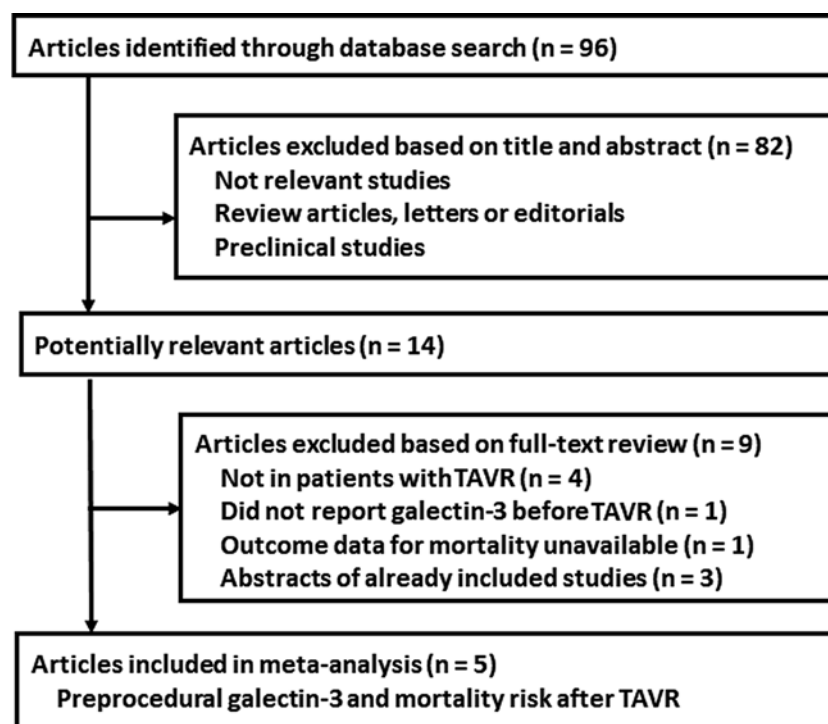 Articles identified through database search (n = 96)
Articles excluded based on title and abstract (n = 82)
Not relevant studies
Review articles, letters or editorials
Preclinical studies
Potentially relevant articles (n = 14)
Articles excluded based on full-text review (n = 9)
Not in patients with TAVR (n = 4)
Did not report galectin-3 before TAVR (n = 1)
Outcome data for mortality unavailable (n = 1)
Abstracts of already included studies (n = 3)
Articles included in meta-analysis (n = 5)
Preprocedural galectin-3 and mortality risk after TAVR